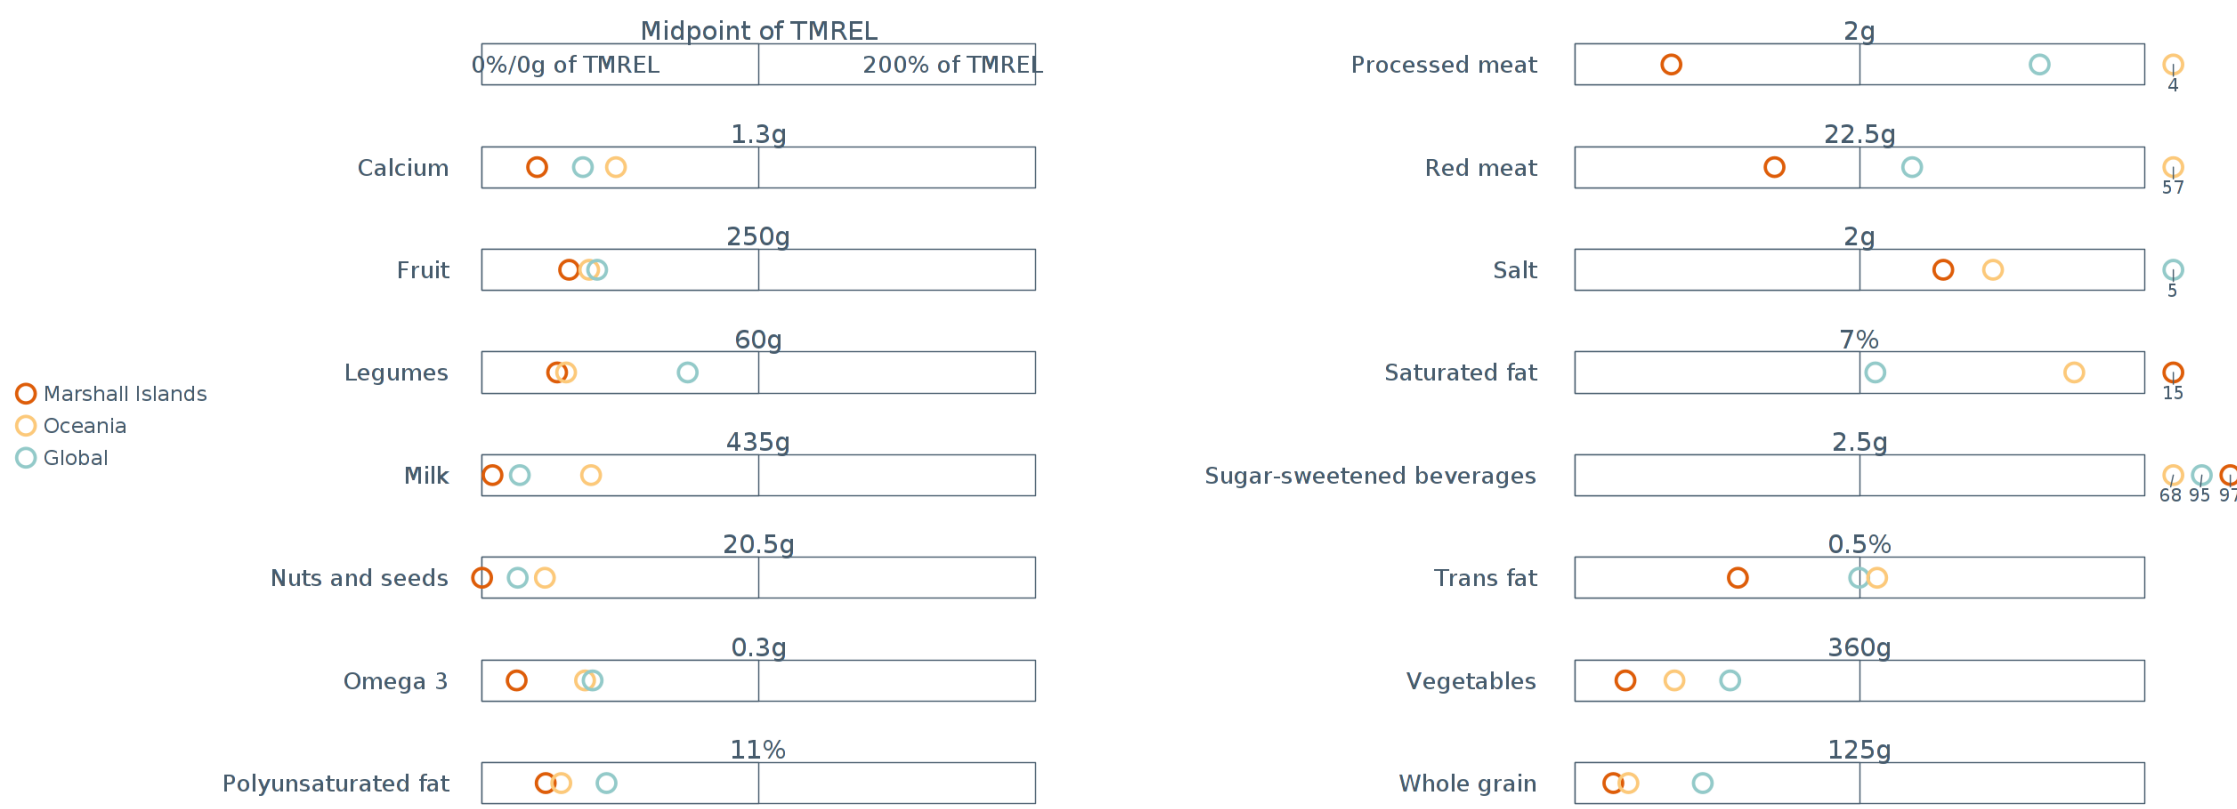 Midpoint of TMREL
0%/0g of TMREL 200% of TMREL
Calcium 1.3g
Fruit 250g
Legumes 60g
Milk 435g
Nuts and seeds 20.5g
Omega 3 0.3g
Polyunsaturated fat 11%
Marshall Islands
Oceania
Global
Processed meat 2g
4
Red meat 22.5g
57
Salt 2g
5
Saturated fat 7%
15
Sugar-sweetened beverages 2.5g
68 95 97
Trans fat 0.5%
Vegetables 360g
Whole grain 125g